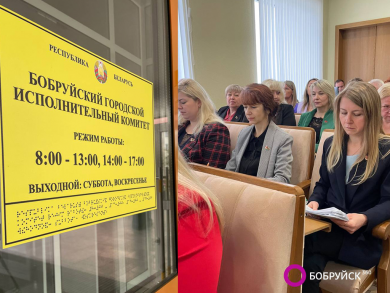 РЕСПУБЛИКА БЕЛАРУСЬ
БОБРУЙСКИЙ ГОРОДСКОЙ
ИСПОЛНИТЕЛЬНЫЙ КОМИТЕТ
РЕЖИМ РАБОТЫ:
8:00 - 13:00, 14:00 - 17:00
ВЫХОДНОЙ: СУББОТА, ВОСКРЕСЕНЬЕ
БОБРУЙСК